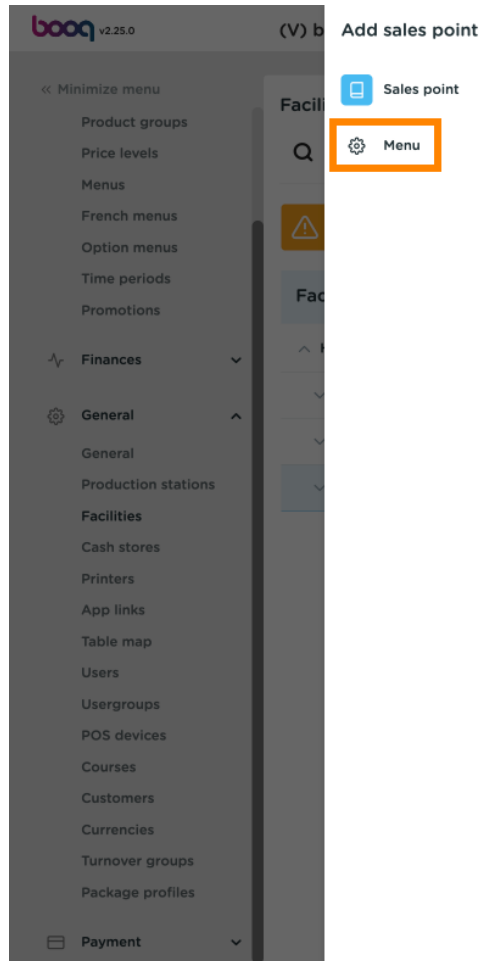 booq v2.25.0
(V) b
Add sales point
« Minimize menu
Sales point
Facili
Menu
Product groups
Price levels
Menus
French menus
Option menus
Time periods
Promotions
Fac
Finances
General
General
Production stations
Facilities
Cash stores
Printers
App links
Table map
Users
Usergroups
POS devices
Courses
Customers
Currencies
Turnover groups
Package profiles
Payment